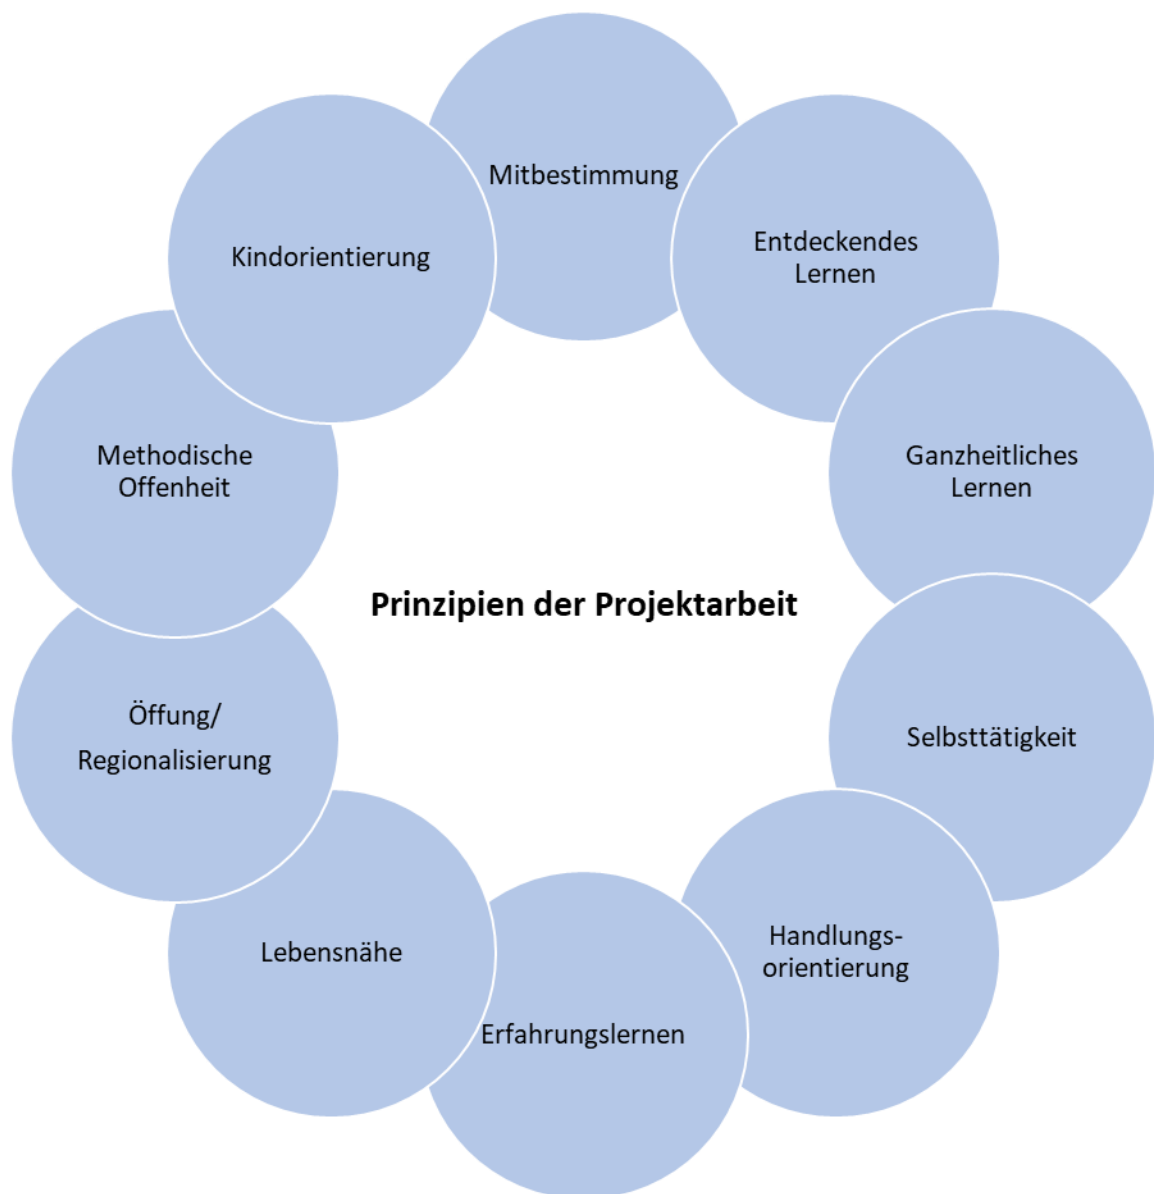 Mitbestimmung
Entdeckendes
Lernen
Ganzheitliches
Lernen
Selbsttätigkeit
Handlungs-
orientierung
Erfahrungslernen
Lebensnähe
Öffung/
Regionalisierung
Methodische
Offenheit
Kindorientierung
Prinzipien der Projektarbeit